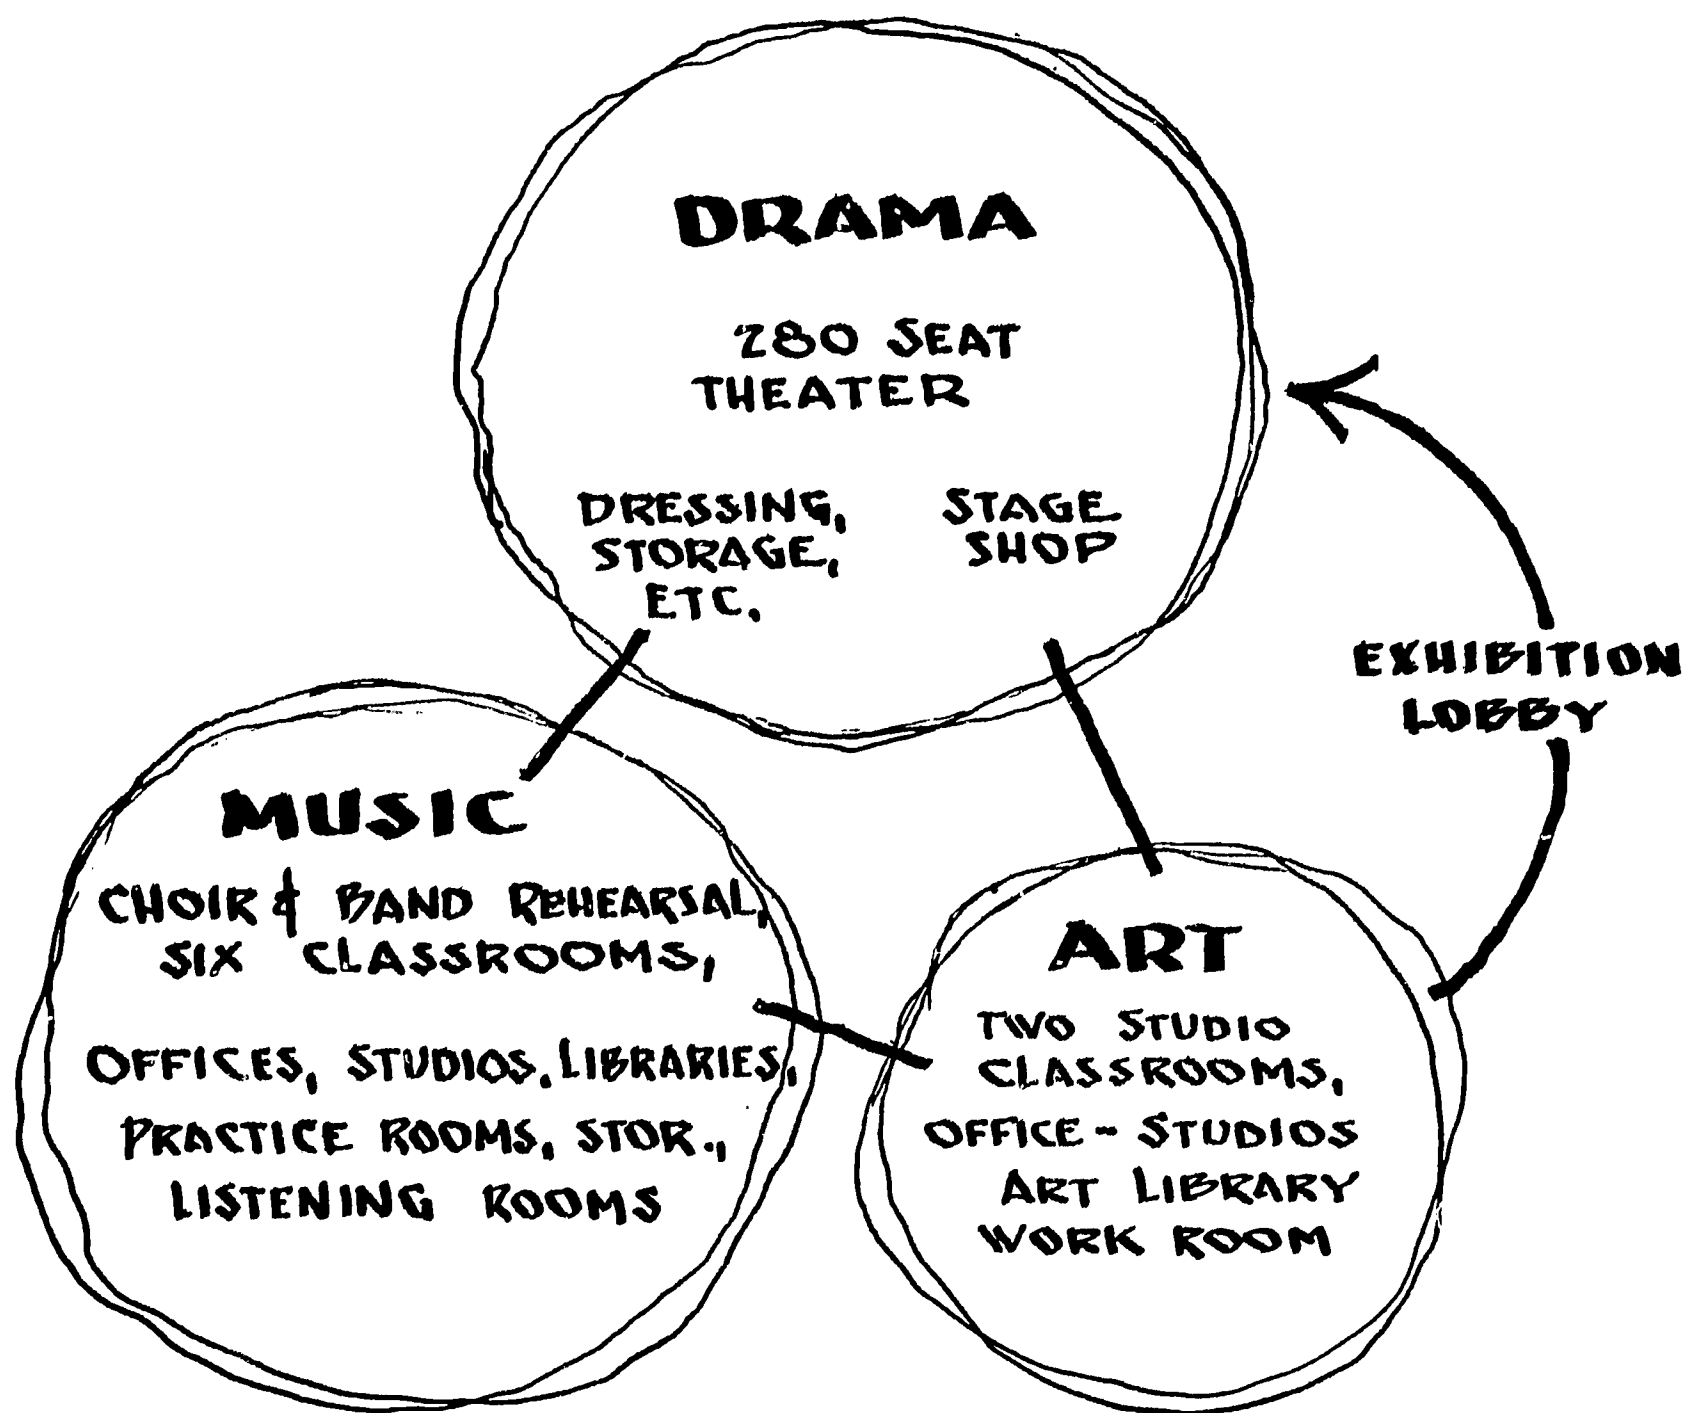 DRAMA
280 SEAT
THEATER
DRESSING,
STORAGE,
ETC.
STAGE
SHOP
EXHIBITION
LOBBY
MUSIC
CHOIR & BAND REHEARSAL,
SIX CLASSROOMS,
OFFICES, STUDIOS, LIBRARIES,
PRACTICE ROOMS, STOR.,
LISTENING ROOMS
ART
TWO STUDIO
CLASSROOMS,
OFFICE - STUDIOS
ART LIBRARY
WORK ROOM